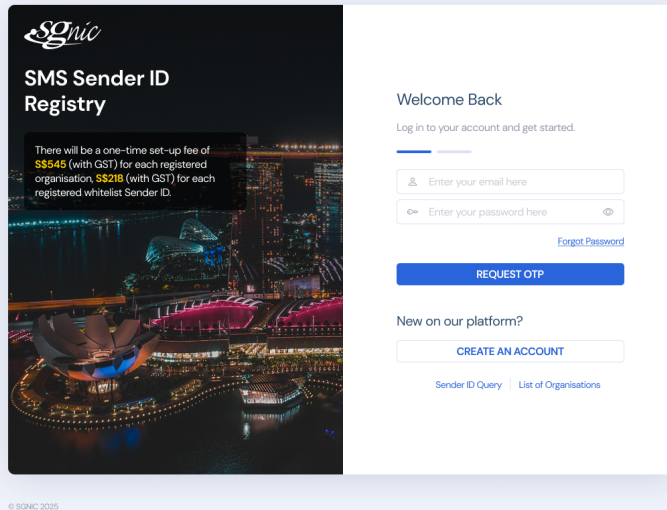 sgnic
SMS Sender ID
Registry
There will be a one-time set-up fee of
S$545 (with GST) for each registered
organisation, S$218 (with GST) for each
registered whitelist Sender ID.
Welcome Back
Log in to your account and get started.
Enter your email here
Enter your password here
Forgot Password
REQUEST OTP
New on our platform?
CREATE AN ACCOUNT
Sender ID Query
List of Organisations
© SGNIC 2025